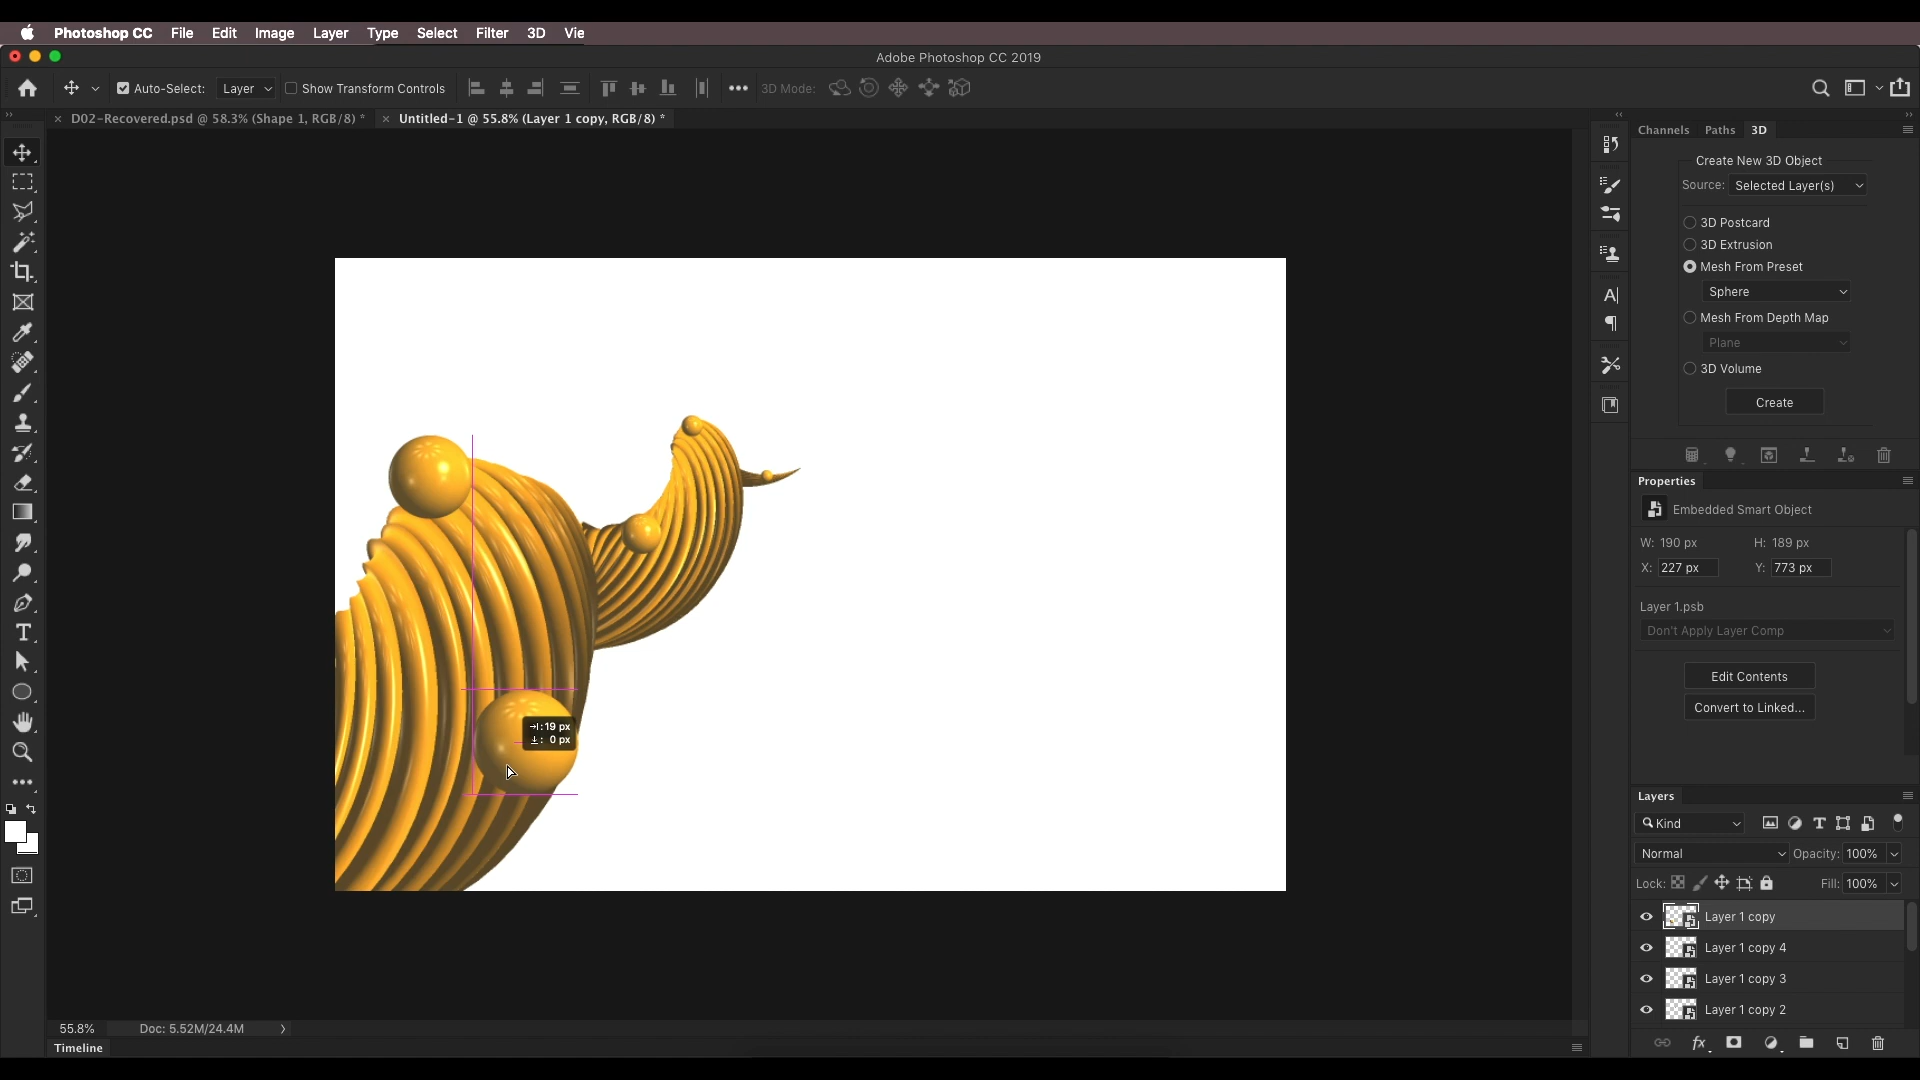 Photoshop CC File Edit Image Layer Type Select Filter 3D Vie
Adobe Photoshop CC 2019
Auto-Select: Layer Show Transform Controls 3D Mode:
D02-Recovered.psd @ 58.3% (Shape 1, RGB/8) *
Untitled-1 @ 55.8% (Layer 1 copy, RGB/8) *
Channels Paths 3D
Create New 3D Object
Source: Selected Layer(s)
3D Postcard
3D Extrusion
Mesh From Preset
Sphere
Mesh From Depth Map
Plane
3D Volume
Create
Properties
Embedded Smart Object
W: 190 px H: 189 px
X: 227 px Y: 773 px
Layer 1.psb
Don't Apply Layer Comp
Edit Contents
Convert to Linked...
: 19 px
: 0 px
Layers
Kind
Normal Opacity: 100%
Lock: Fill: 100%
Layer 1 copy
Layer 1 copy 4
Layer 1 copy 3
Layer 1 copy 2
fx
55.8% Doc: 5.52M/24.4M
Timeline